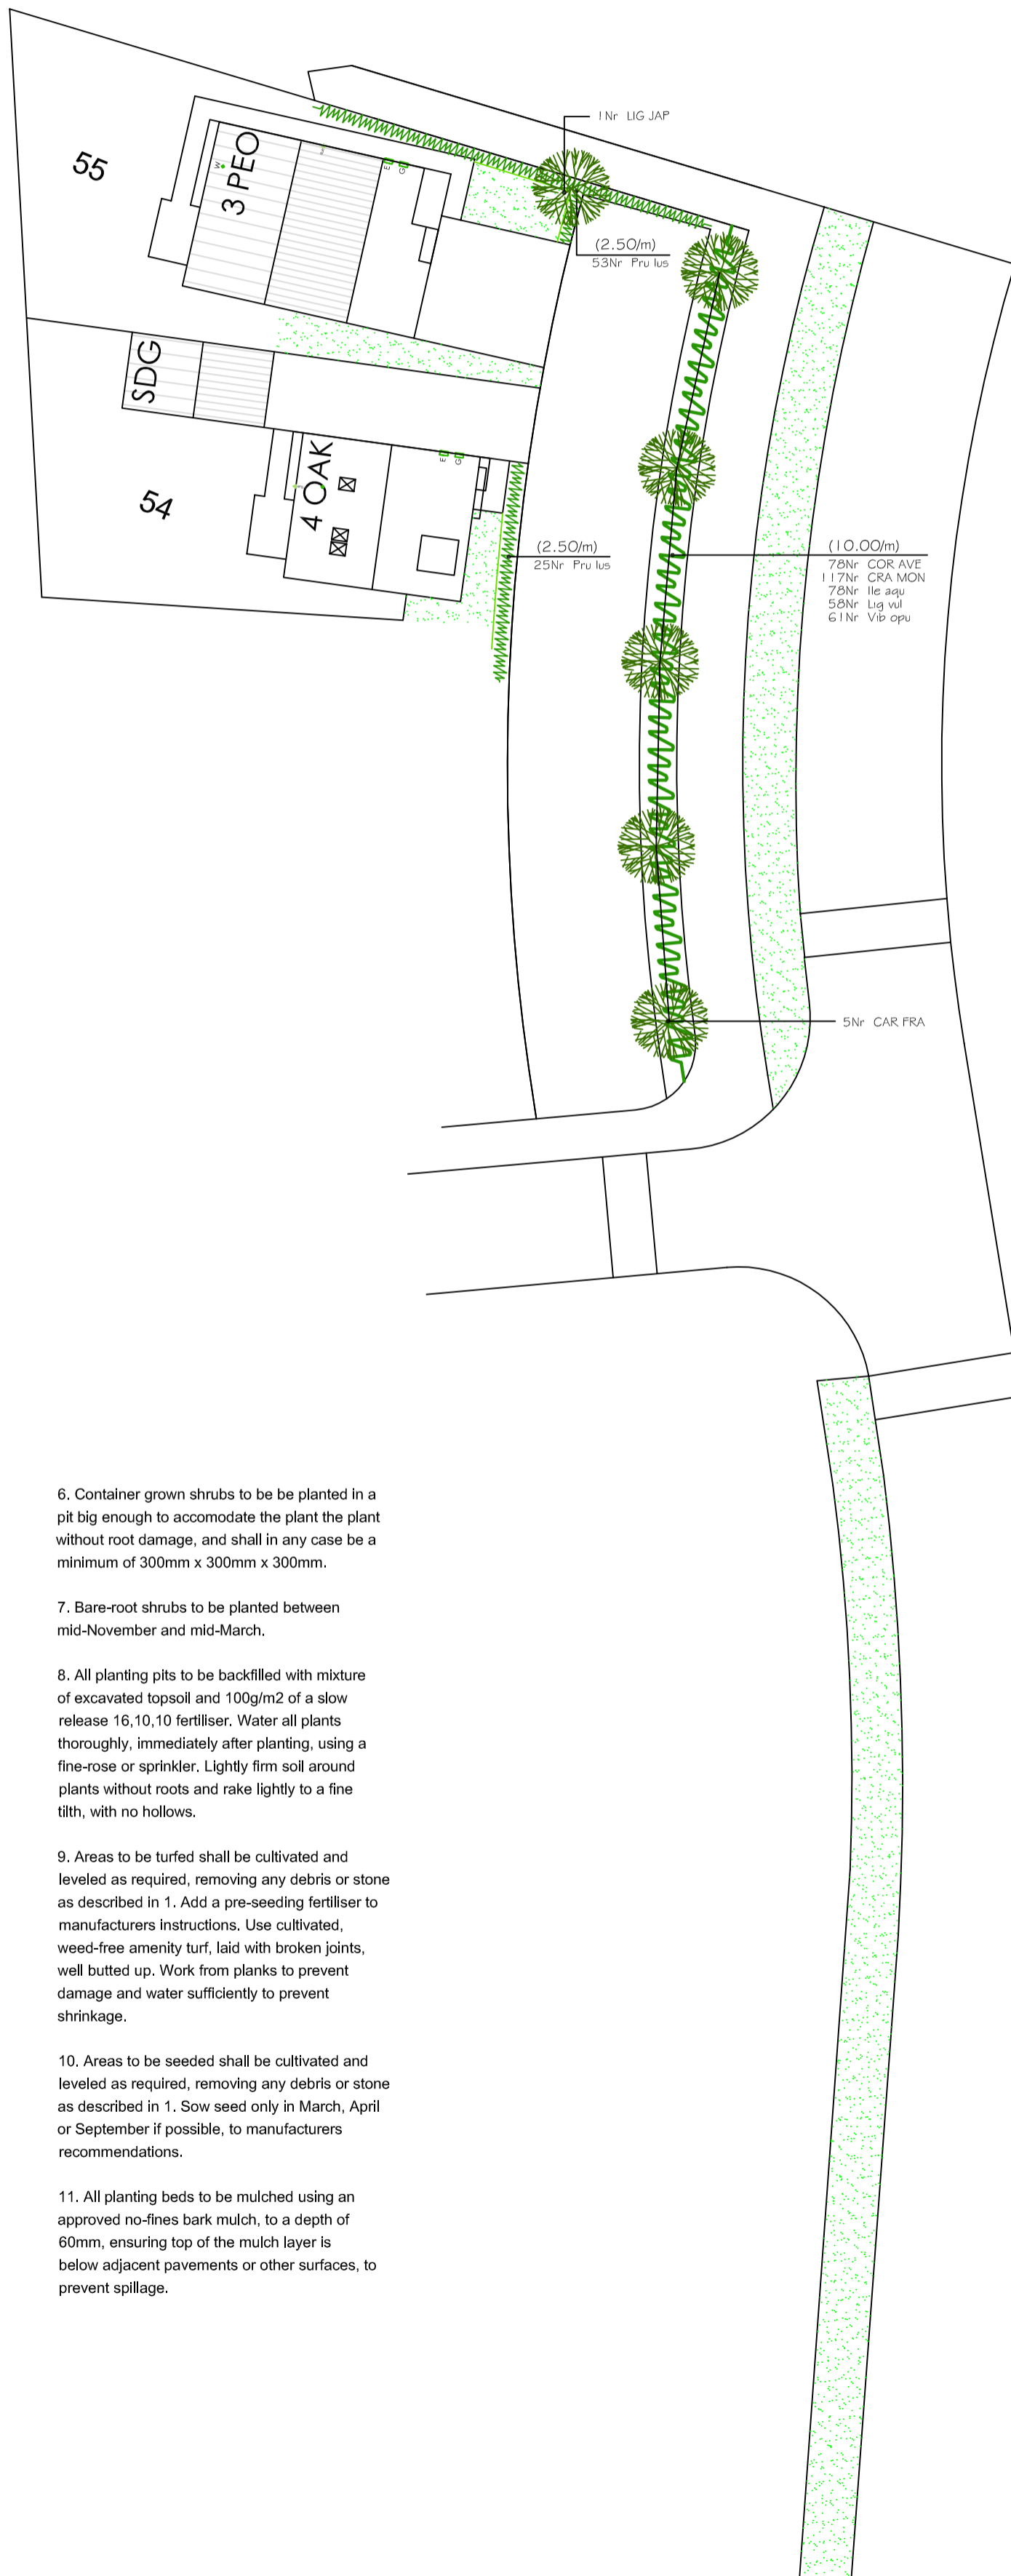 1Nr LIG JAP
55
3 PEO
W
E
G
(2.50/m)
53Nr Pru lus
SDG
4 OAK
E
G
54
(2.50/m)
25Nr Pru lus
(10.00/m)
78Nr COR AVE
117Nr CRA MON
78Nr Ile aqu
58Nr Lig vul
61Nr Vib opu
5Nr CAR FRA
6. Container grown shrubs to be be planted in a
pit big enough to accomodate the plant the plant
without root damage, and shall in any case be a
minimum of 300mm x 300mm x 300mm.
7. Bare-root shrubs to be planted between
mid-November and mid-March.
8. All planting pits to be backfilled with mixture
of excavated topsoil and 100g/m2 of a slow
release 16,10,10 fertiliser. Water all plants
thoroughly, immediately after planting, using a
fine-rose or sprinkler. Lightly firm soil around
plants without roots and rake lightly to a fine
tilth, with no hollows.
9. Areas to be turfed shall be cultivated and
leveled as required, removing any debris or stone
as described in 1. Add a pre-seeding fertiliser to
manufacturers instructions. Use cultivated,
weed-free amenity turf, laid with broken joints,
well butted up. Work from planks to prevent
damage and water sufficiently to prevent
shrinkage.
10. Areas to be seeded shall be cultivated and
leveled as required, removing any debris or stone
as described in 1. Sow seed only in March, April
or September if possible, to manufacturers
recommendations.
11. All planting beds to be mulched using an
approved no-fines bark mulch, to a depth of
60mm, ensuring top of the mulch layer is
below adjacent pavements or other surfaces, to
prevent spillage.